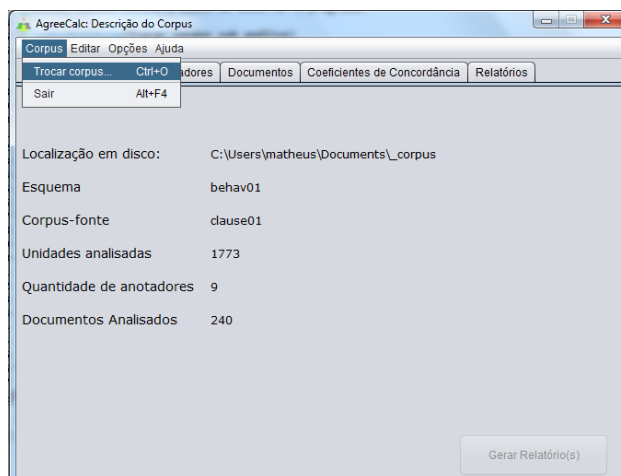 AgreeCalc: Descrição do Corpus
Corpus Editar Opções Ajuda
Trocar corpus... Ctrl+O
Documentos Coeficientes de Concordância Relatórios
Sair Alt+F4
Localização em disco: C:\Users\matheus\Documents\_corpus
Esquema behav01
Corpus-fonte clause01
Unidades analisadas 1773
Quantidade de anotadores 9
Documentos Analisados 240
Gerar Relatório(s)